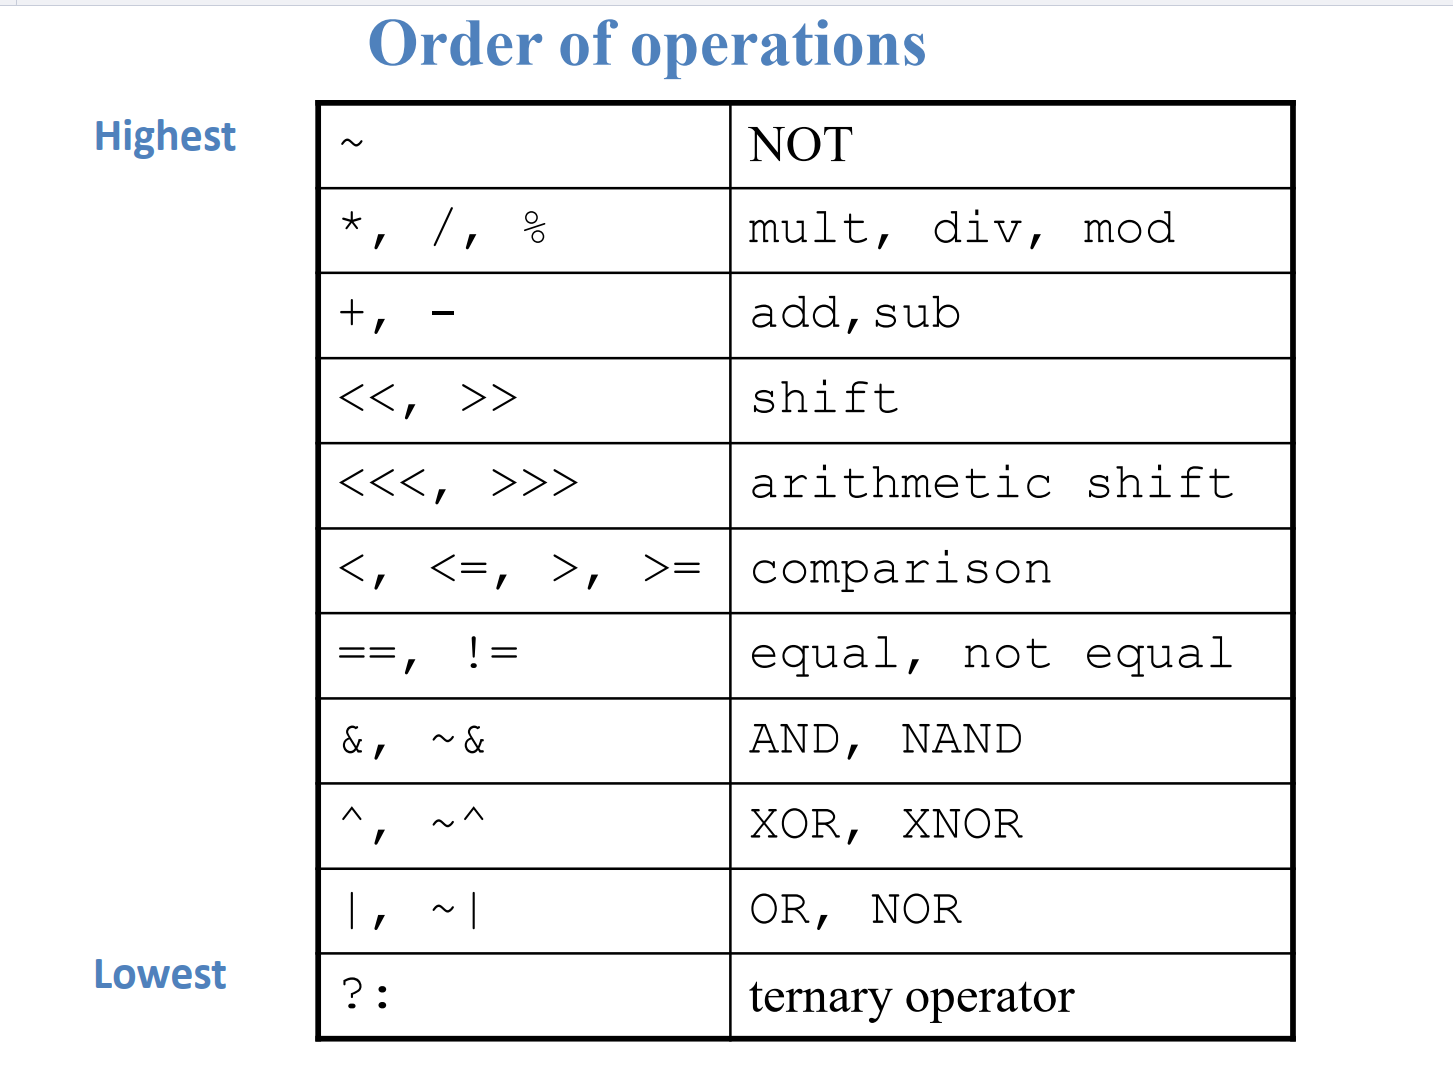 Order of operations
Highest
~ NOT
*, /, % mult, div, mod
+, - add,sub
<<, >> shift
<<<, >>> arithmetic shift
<, <=, >, >= comparison
==, != equal, not equal
&, ~& AND, NAND
^, ~^ XOR, XNOR
|, ~| OR, NOR
Lowest
?: ternary operator